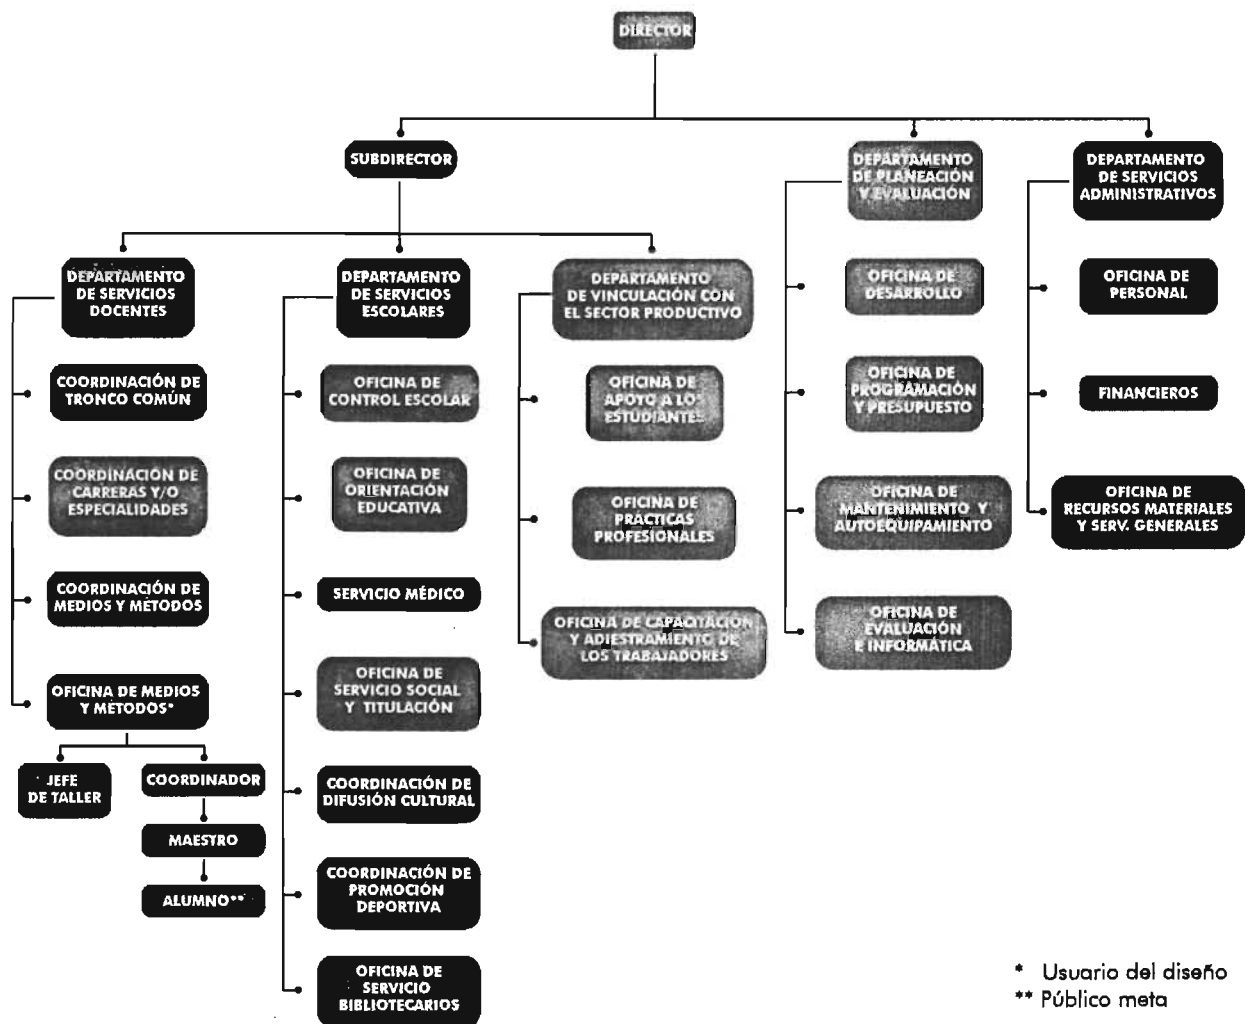 DIRECTOR
SUBDIRECTOR
DEPARTAMENTO
DE PLANEACIÓN
Y EVALUACIÓN
DEPARTAMENTO
DE SERVICIOS
ADMINISTRATIVOS
DEPARTAMENTO
DE SERVICIOS
DOCENTES
COORDINACIÓN DE
TRONCO COMÚN
COORDINACIÓN DE
CARRERAS Y/O
ESPECIALIDADES
COORDINACIÓN DE
MEDIOS Y MÉTODOS
OFICINA DE MEDIOS
Y MÉTODOS*
JEFE
DE TALLER
COORDINADOR
MAESTRO
ALUMNO**
DEPARTAMENTO
DE SERVICIOS
ESCOLARES
OFICINA DE
CONTROL ESCOLAR
OFICINA DE
ORIENTACIÓN
EDUCATIVA
SERVICIO MÉDICO
OFICINA DE
SERVICIO SOCIAL
Y TITULACIÓN
COORDINACIÓN DE
DIFUSIÓN CULTURAL
COORDINACIÓN DE
PROMOCIÓN
DEPORTIVA
OFICINA DE
SERVICIO
BIBLIOTECARIOS
DEPARTAMENTO
DE VINCULACIÓN CON
EL SECTOR PRODUCTIVO
OFICINA DE
APOYO A LOS
ESTUDIANTES
OFICINA DE
PRÁCTICAS
PROFESIONALES
OFICINA DE CAPACITACIÓN
Y ADIESTRAMIENTO DE
LOS TRABAJADORES
OFICINA DE
DESARROLLO
OFICINA DE
PROGRAMACIÓN
Y PRESUPUESTO
OFICINA DE
MANTENIMIENTO Y
AUTOEQUIPAMIENTO
OFICINA DE
EVALUACIÓN
E INFORMÁTICA
OFICINA DE
PERSONAL
FINANCIEROS
OFICINA DE
RECURSOS MATERIALES
Y SERV. GENERALES
* Usuario del diseño
** Público meta